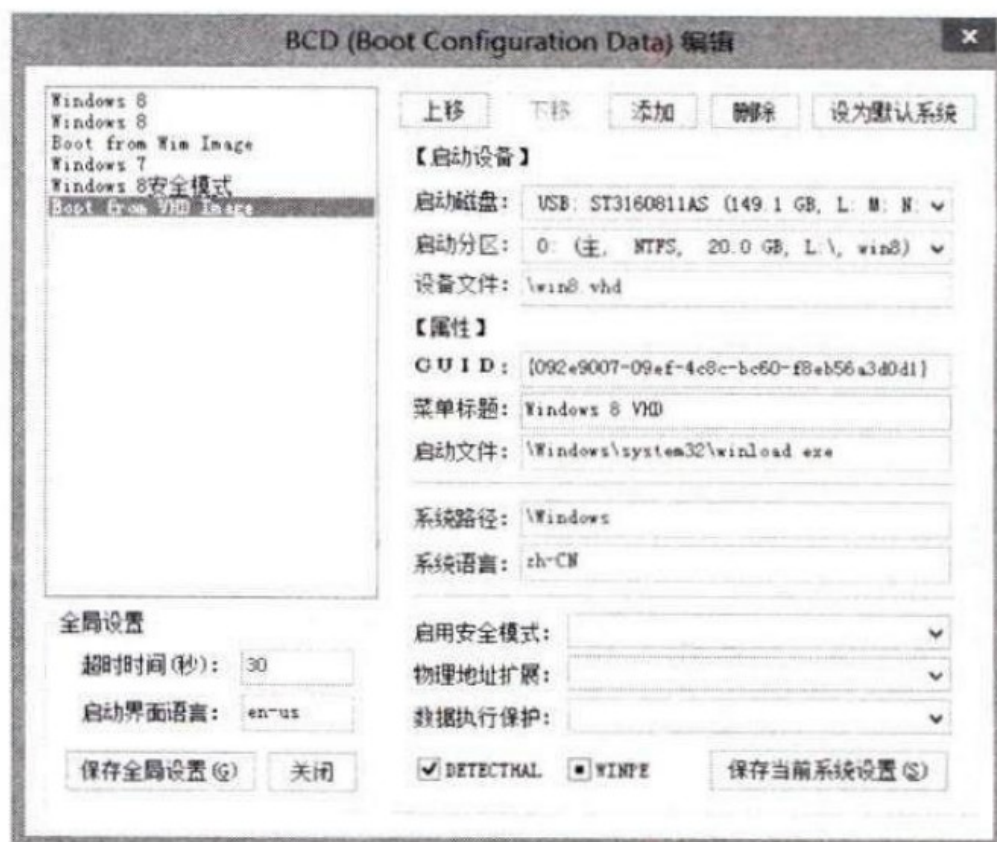 BCD (Boot Configuration Data) 编辑
Windows 8
Windows 8
Boot from Wim Image
Windows 7
Windows 8安全模式
Boot from VHD Image
上移 下移 添加 删除 设为默认系统
【启动设备】
启动磁盘: USB: ST3160811AS (149.1 GB, L: M: N:
启动分区: 0: (主, NTFS, 20.0 GB, L:\, win8)
设备文件: \win8.vhd
【属性】
GUID: {092e9007-09ef-4c8c-bc60-f8eb56a3d0d1}
菜单标题: Windows 8 VHD
启动文件: \Windows\system32\winload.exe
系统路径: \Windows
系统语言: zh-CN
全局设置
超时时间(秒): 30
启动界面语言: en-us
保存全局设置(G) 关闭
启用安全模式:
物理地址扩展:
数据执行保护:
DETECTHAL WINPE 保存当前系统设置(S)